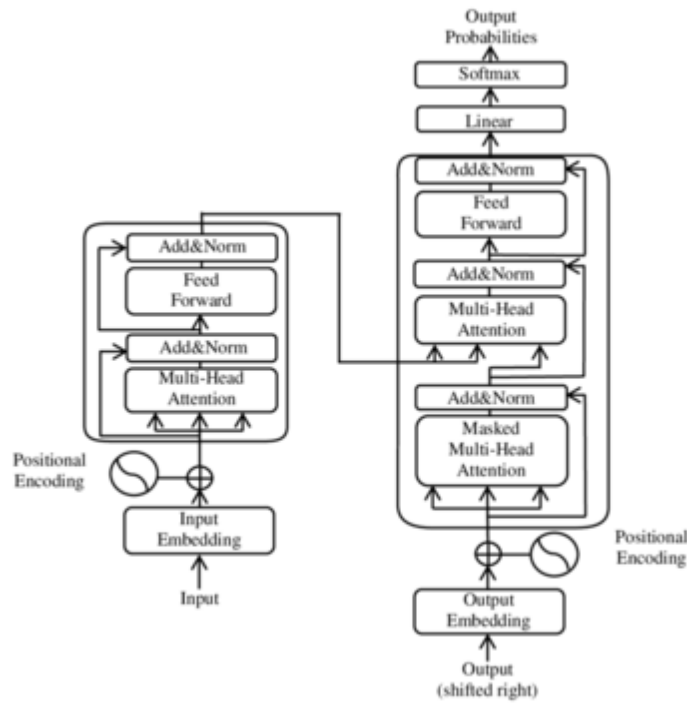 Output
Probabilities
Softmax
Linear
Add&Norm
Feed
Forward
Add&Norm
Multi-Head
Attention
Add&Norm
Masked
Multi-Head
Attention
Positional
Encoding
Output
Embedding
Output
(shifted right)
Add&Norm
Feed
Forward
Add&Norm
Multi-Head
Attention
Positional
Encoding
Input
Embedding
Input